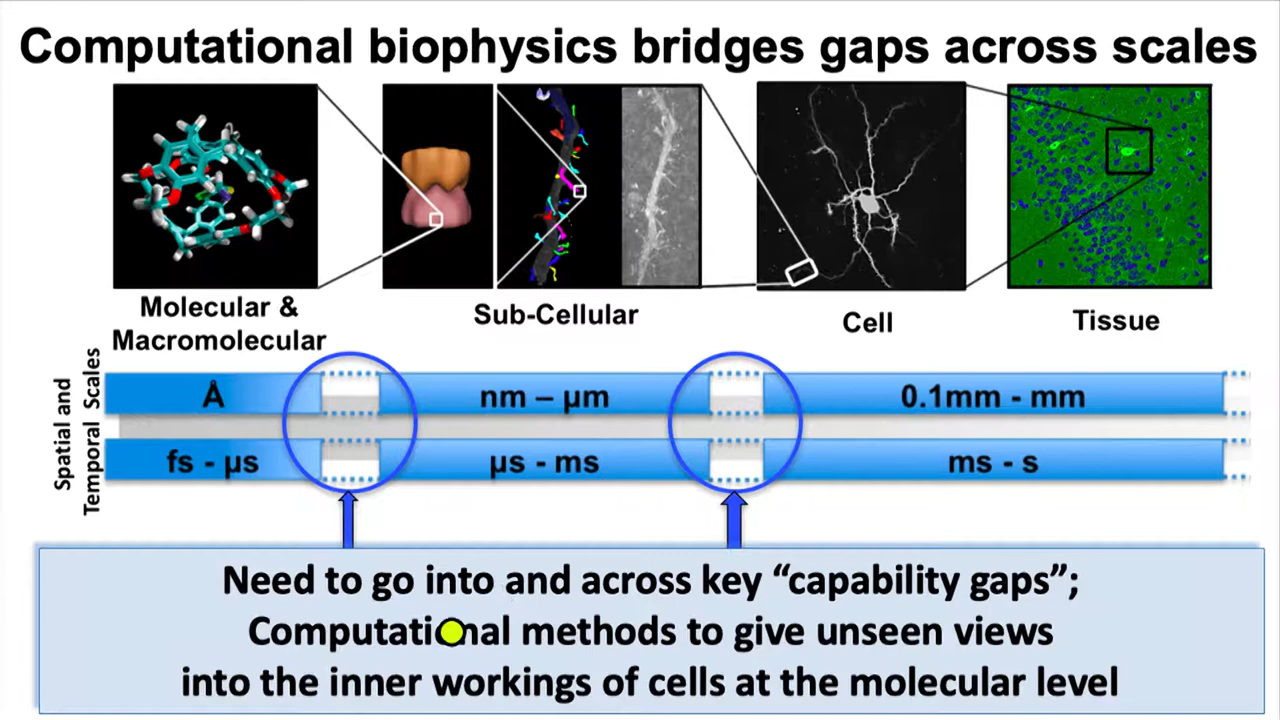 Computational biophysics bridges gaps across scales
Molecular &
Macromolecular
Sub-Cellular
Cell
Tissue
Spatial and
Temporal Scales
Å
nm – µm
0.1mm - mm
fs - µs
µs - ms
ms - s
Need to go into and across key “capability gaps”;
Computational methods to give unseen views
into the inner workings of cells at the molecular level